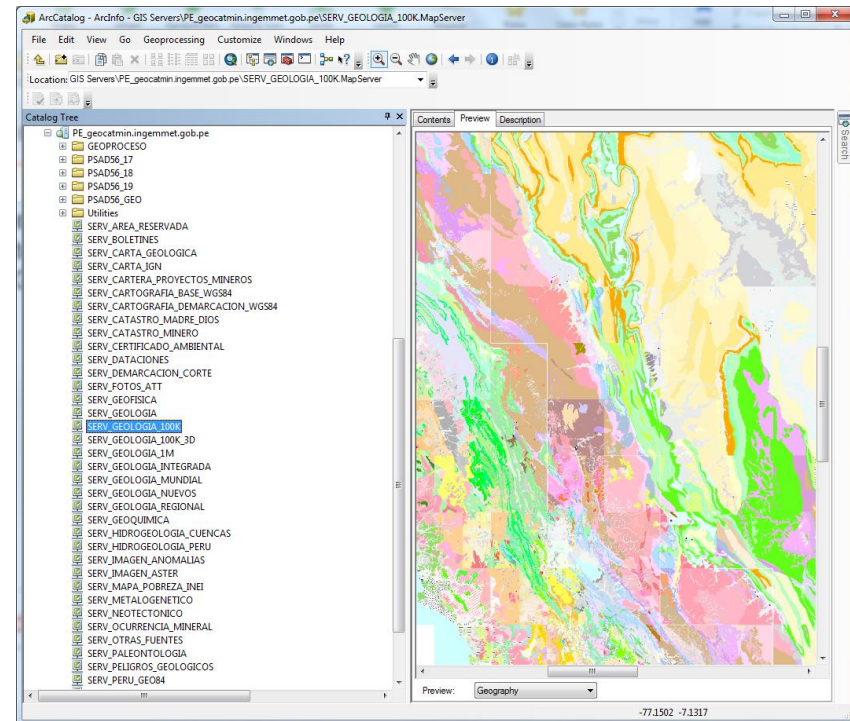 ArcCatalog - ArcInfo - GIS Servers\PE_geocatmin.ingemmet.gob.pe\SERV_GEOLOGIA_100K.MapServer
File Edit View Go Geoprocessing Customize Windows Help
Location: GIS Servers\PE_geocatmin.ingemmet.gob.pe\SERV_GEOLOGIA_100K.MapServer
Catalog Tree
Contents Preview Description
Search
PE_geocatmin.ingemmet.gob.pe
GEOPROCESO
PSAD56_17
PSAD56_18
PSAD56_19
PSAD56_GEO
Utilities
SERV_AREA_RESERVADA
SERV_BOLETINES
SERV_CARTA_GEOLOGICA
SERV_CARTA_IGN
SERV_CARTERA_PROYECTOS_MINEROS
SERV_CARTOGRAFIA_BASE_WGS84
SERV_CARTOGRAFIA_DEMARCACION_WGS84
SERV_CATASTRO_MADRE_DIOS
SERV_CATASTRO_MINERO
SERV_CERTIFICADO_AMBIENTAL
SERV_DATACIONES
SERV_DEMARCACION_CORTE
SERV_FOTOS_ATT
SERV_GEOFISICA
SERV_GEOLOGIA
SERV_GEOLOGIA_100K
SERV_GEOLOGIA_100K_3D
SERV_GEOLOGIA_1M
SERV_GEOLOGIA_INTEGRADA
SERV_GEOLOGIA_MUNDIAL
SERV_GEOLOGIA_NUEVOS
SERV_GEOLOGIA_REGIONAL
SERV_GEOQUIMICA
SERV_HIDROGEOLOGIA_CUENCAS
SERV_HIDROGEOLOGIA_PERU
SERV_IMAGEN_ANOMALIAS
SERV_IMAGEN_ASTER
SERV_MAPA_POBREZA_INEI
SERV_METALOGENETICO
SERV_NEOTECTONICO
SERV_OCURRENCIA_MINERAL
SERV_OTRAS_FUENTES
SERV_PALEONTOLOGIA
SERV_PELIGROS_GEOLOGICOS
SERV_PERU_GEO84
Preview: Geography
-77.1502 -7.1317